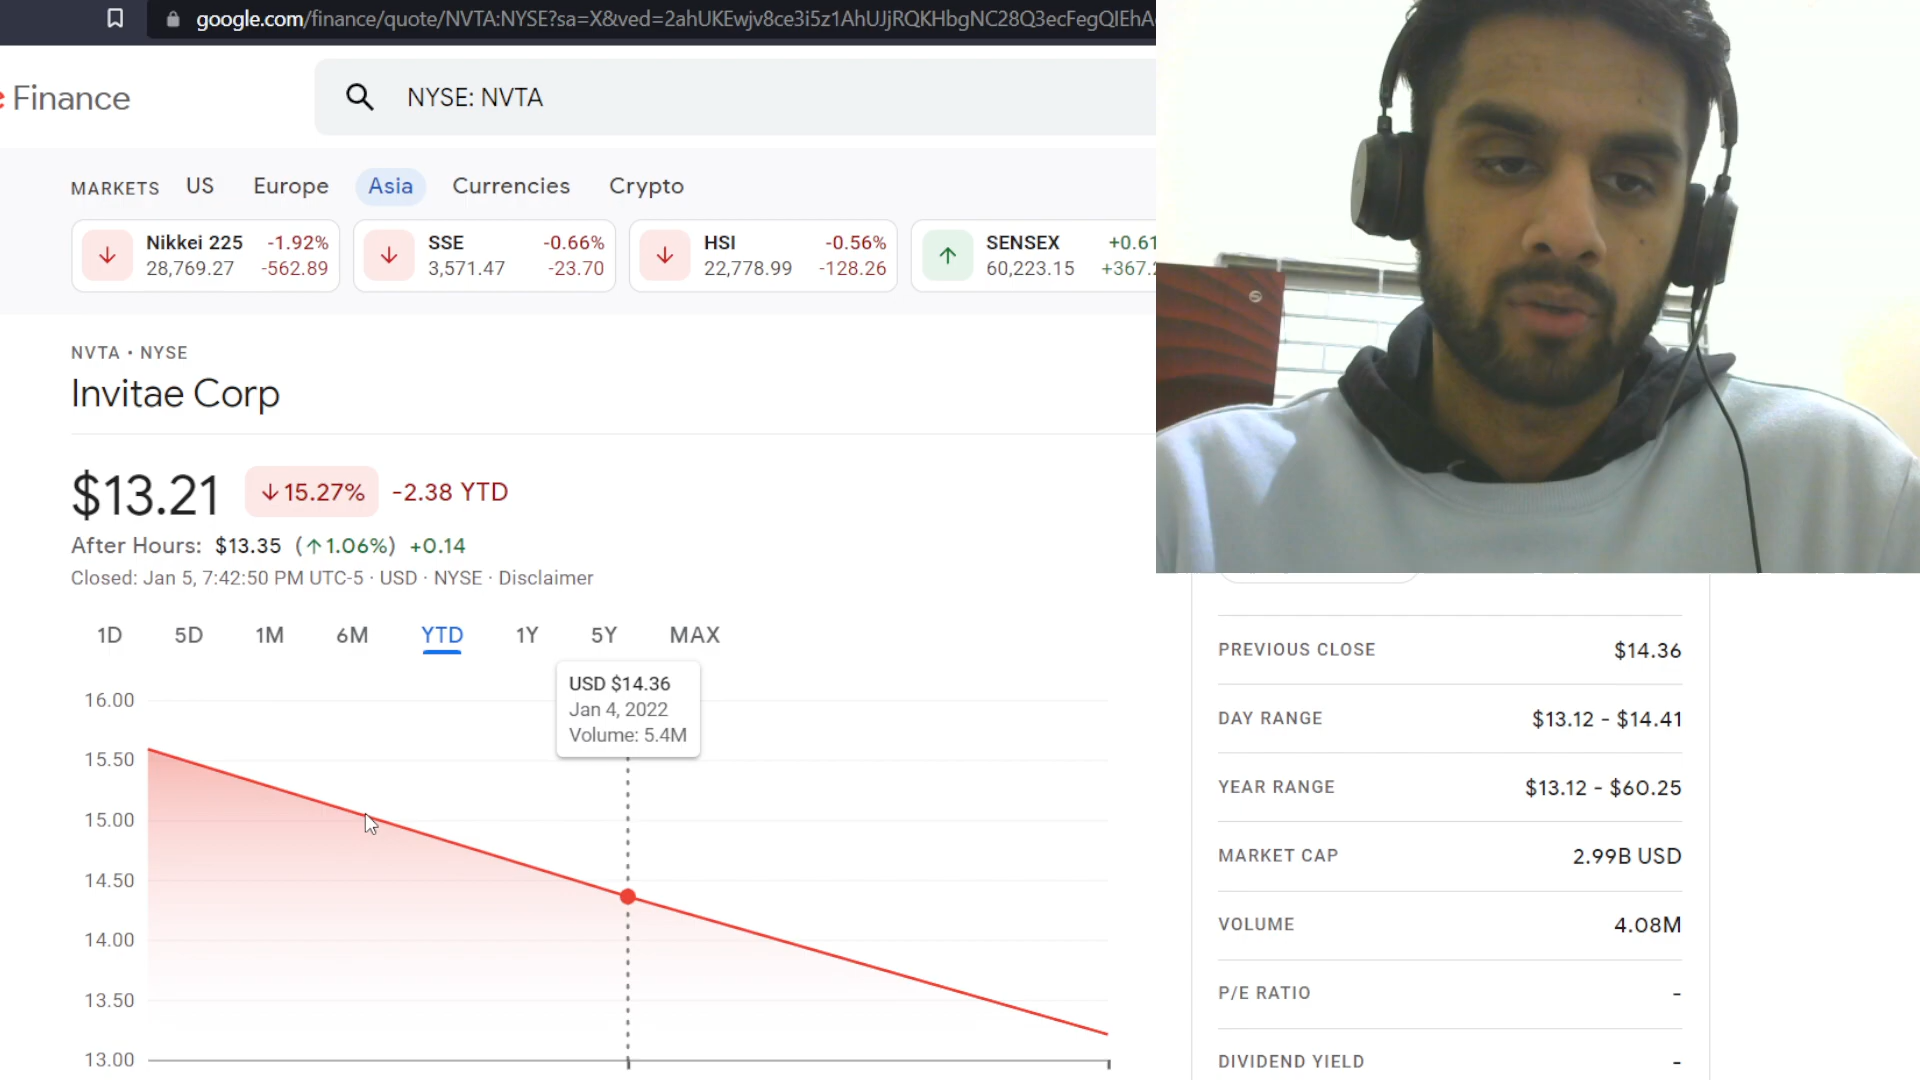 google.com/finance/quote/NVTA:NYSE?sa=X&ved=2ahUKEwjv8ce3i5z1AhUJjRQKHbgNC28Q3ecFegQIEhA
Finance
NYSE: NVTA
MARKETS US Europe Asia Currencies Crypto
Nikkei 225 -1.92%
28,769.27 -562.89
SSE -0.66%
3,571.47 -23.70
HSI -0.56%
22,778.99 -128.26
SENSEX +0.61
60,223.15 +367.
NVTA • NYSE
Invitae Corp
$13.21 ↓15.27% -2.38 YTD
After Hours: $13.35 (↑1.06%) +0.14
Closed: Jan 5, 7:42:50 PM UTC-5 · USD · NYSE · Disclaimer
1D 5D 1M 6M YTD 1Y 5Y MAX
USD $14.36
Jan 4, 2022
Volume: 5.4M
16.00
15.50
15.00
14.50
14.00
13.50
13.00
PREVIOUS CLOSE $14.36
DAY RANGE $13.12 - $14.41
YEAR RANGE $13.12 - $60.25
MARKET CAP 2.99B USD
VOLUME 4.08M
P/E RATIO -
DIVIDEND YIELD -